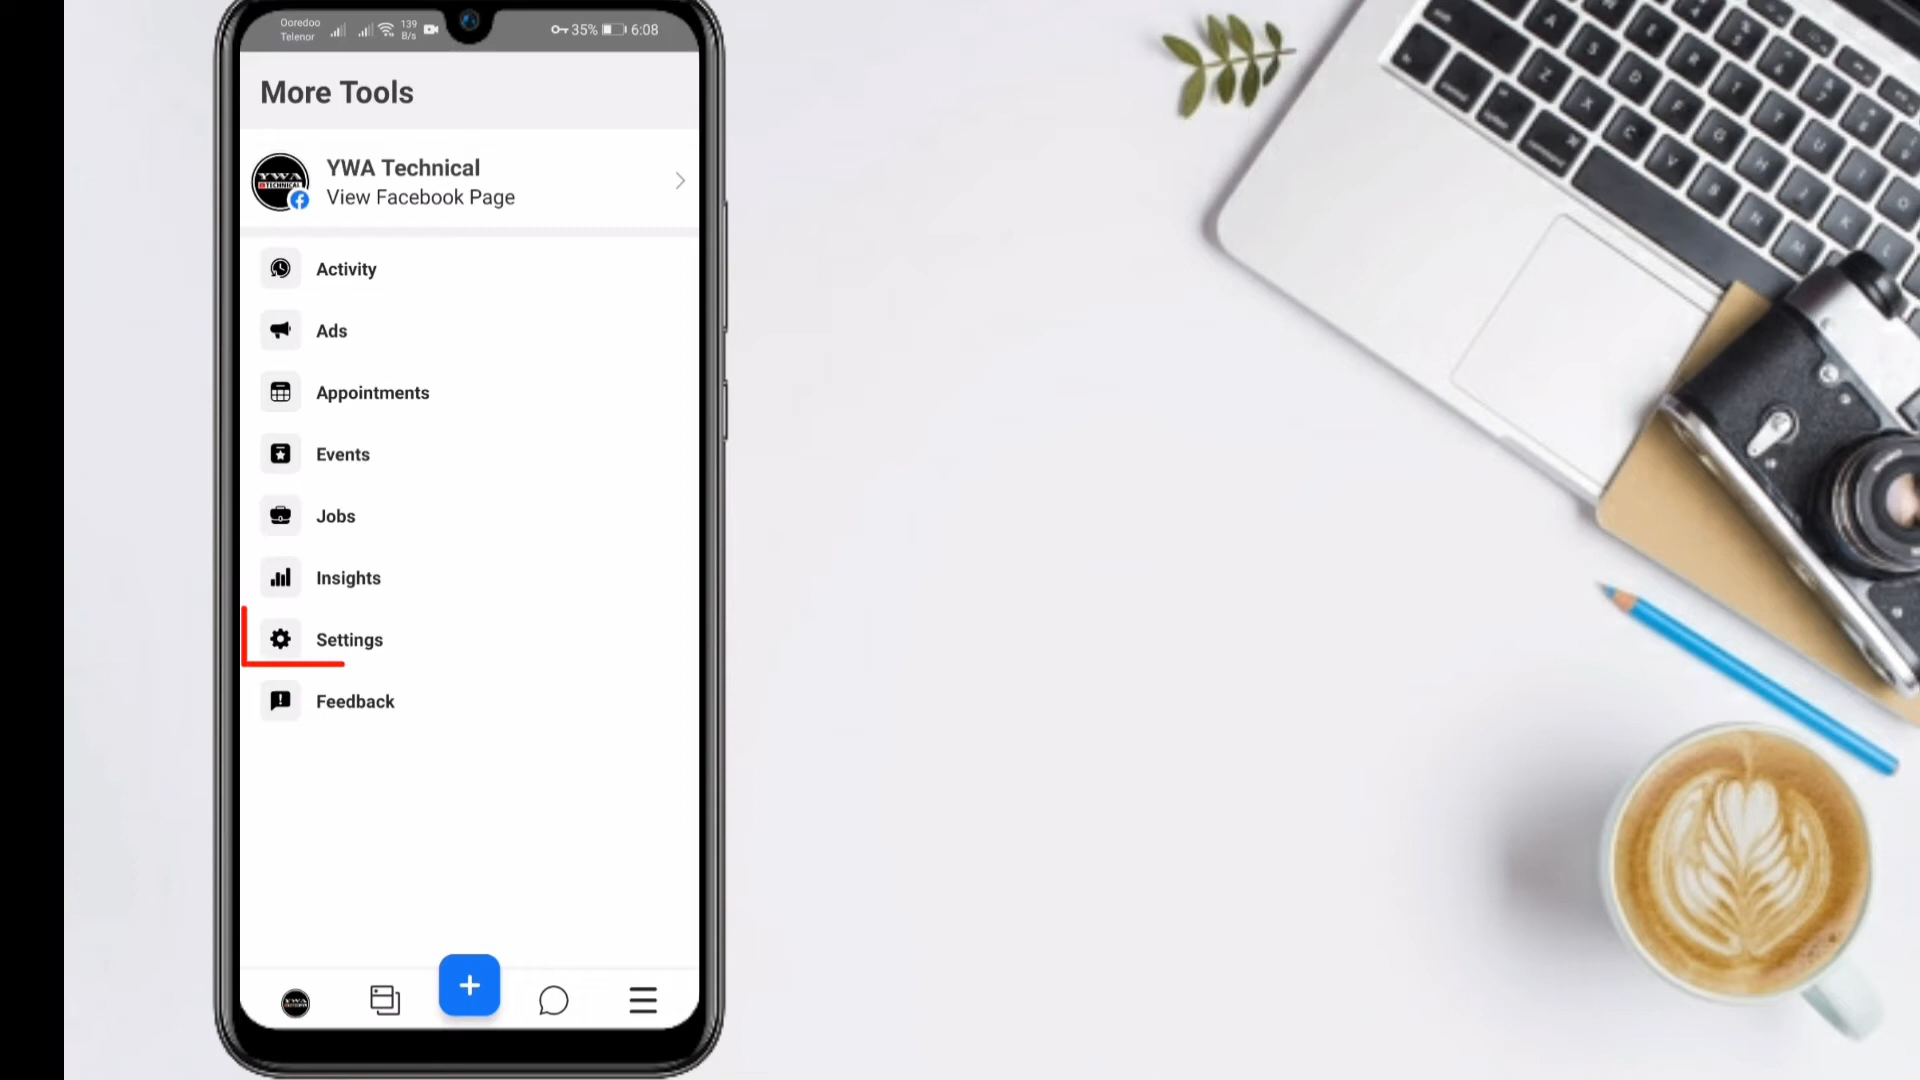 Ooredoo
Telenor
139
B/s
35%
6:08
More Tools
YWA Technical
View Facebook Page
Activity
Ads
Appointments
Events
Jobs
Insights
Settings
Feedback